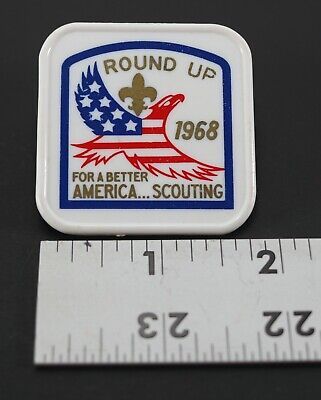 ROUND UP
1968
FOR A BETTER
AMERICA... SCOUTING
1 2
23 22